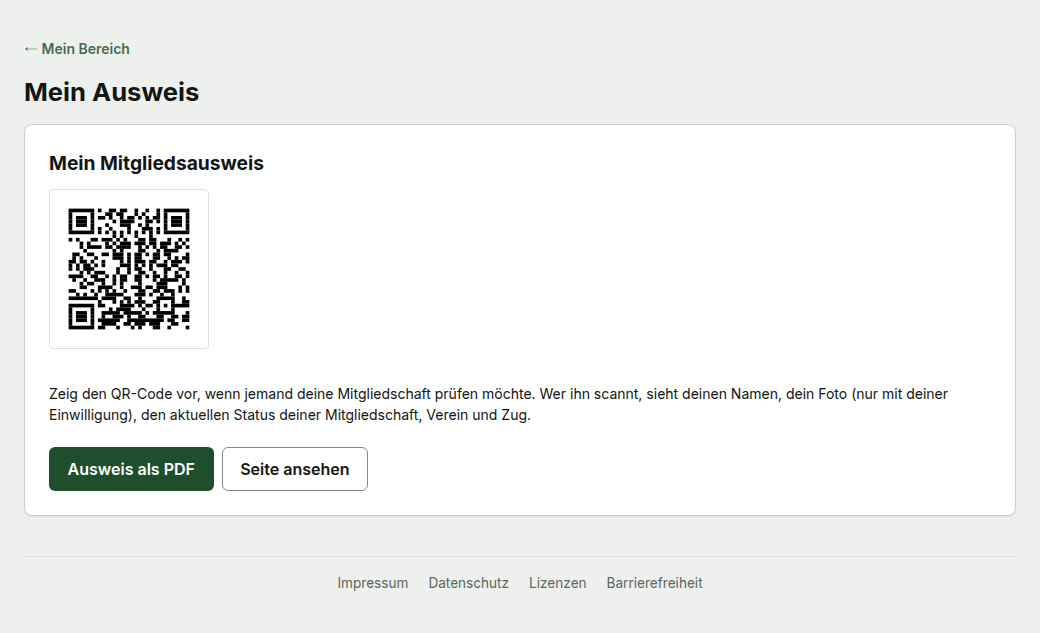 ← Mein Bereich
Mein Ausweis
Mein Mitgliedsausweis
Zeig den QR-Code vor, wenn jemand deine Mitgliedschaft prüfen möchte. Wer ihn scannt, sieht deinen Namen, dein Foto (nur mit deiner
Einwilligung), den aktuellen Status deiner Mitgliedschaft, Verein und Zug.
Ausweis als PDF
Seite ansehen
Impressum Datenschutz Lizenzen Barrierefreiheit